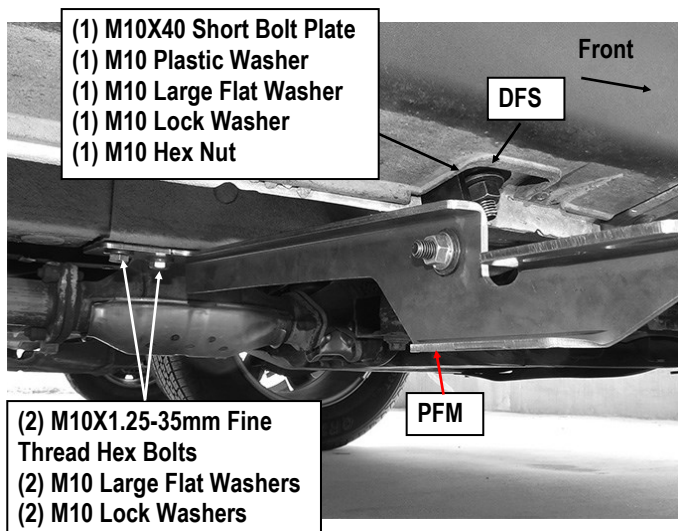 (1) M10X40 Short Bolt Plate
(1) M10 Plastic Washer
(1) M10 Large Flat Washer
(1) M10 Lock Washer
(1) M10 Hex Nut
Front
DFS
PFM
(2) M10X1.25-35mm Fine
Thread Hex Bolts
(2) M10 Large Flat Washers
(2) M10 Lock Washers